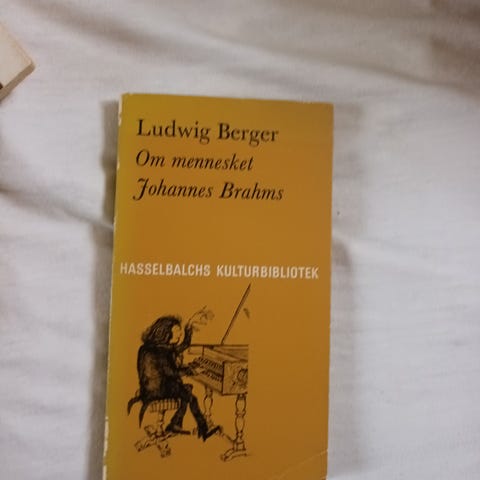 Ludwig Berger
Om mennesket
Johannes Brahms
HASSELBALCHS KULTURBIBLIOTEK